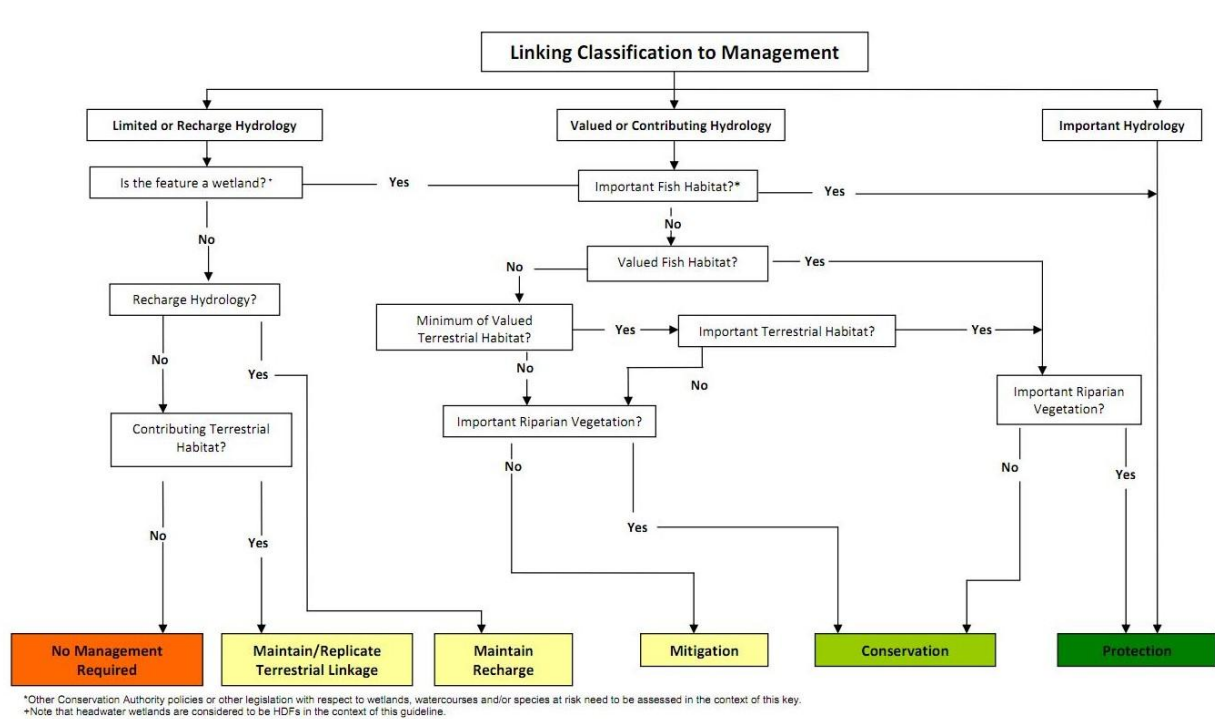 Linking Classification to Management
Limited or Recharge Hydrology
Valued or Contributing Hydrology
Important Hydrology
Is the feature a wetland?+
Yes
Important Fish Habitat?*
Yes
No
No
Valued Fish Habitat?
Yes
No
Recharge Hydrology?
Minimum of Valued
Terrestrial Habitat?
Yes
Important Terrestrial Habitat?
Yes
No
Yes
No
No
Important Riparian
Vegetation?
Contributing Terrestrial
Habitat?
Important Riparian Vegetation?
No
No
Yes
No
Yes
Yes
No
Yes
No Management
Required
Maintain/Replicate
Terrestrial Linkage
Maintain
Recharge
Mitigation
Conservation
Protection
*Other Conservation Authority policies or other legislation with respect to wetlands, watercourses and/or species at risk need to be assessed in the context of this key.
+Note that headwater wetlands are considered to be HDFs in the context of this guideline.